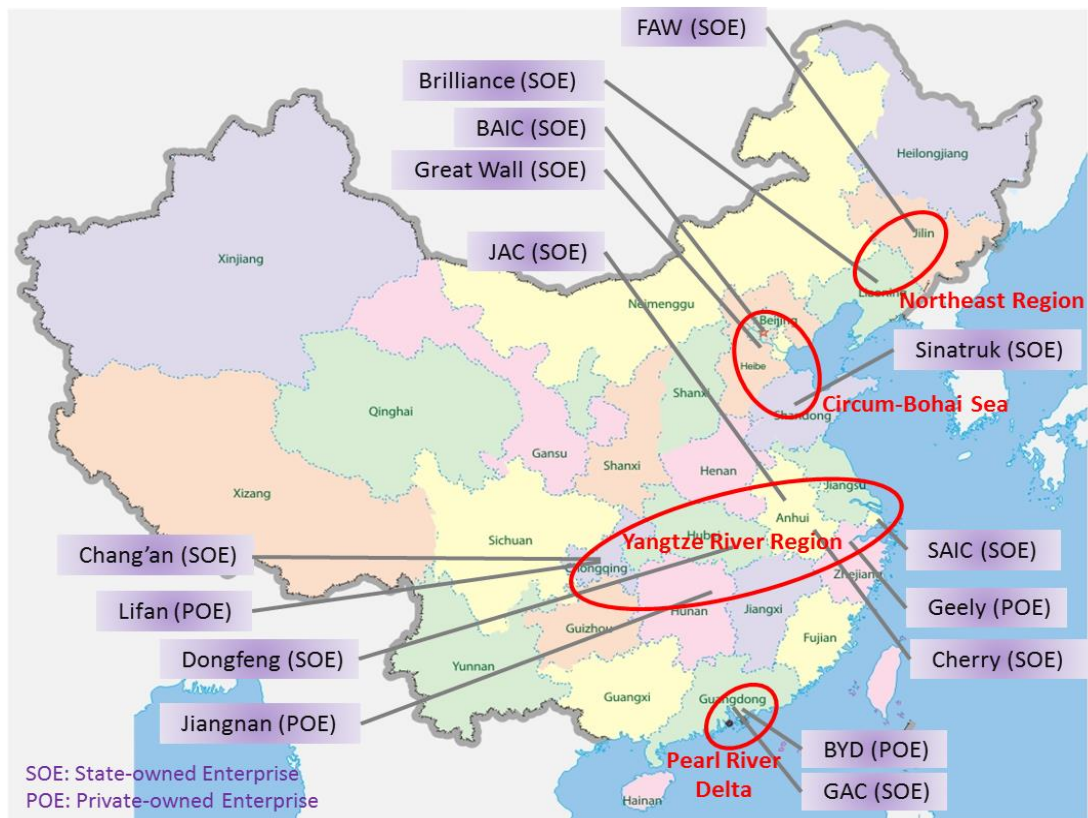 FAW (SOE)
Brilliance (SOE)
BAIC (SOE)
Great Wall (SOE)
Heilongjiang
JAC (SOE)
Jilin
Xinjiang
Liaoning
Northeast Region
Neimenggu
Beijing
Sinatruk (SOE)
Heibe
Shanxi
Circum-Bohai Sea
Shandong
Qinghai
Gansu
Shanxi
Henan
Jiangsu
Xizang
Anhui
Sichuan
Hubei
Yangtze River Region
SAIC (SOE)
Chang’an (SOE)
Chongqing
Zhejiang
Lifan (POE)
Hunan
Jiangxi
Geely (POE)
Guizhou
Fujian
Dongfeng (SOE)
Yunnan
Cherry (SOE)
Guangxi
Guangdong
Jiangnan (POE)
BYD (POE)
Pearl River
Delta
SOE: State-owned Enterprise
GAC (SOE)
POE: Private-owned Enterprise
Hainan